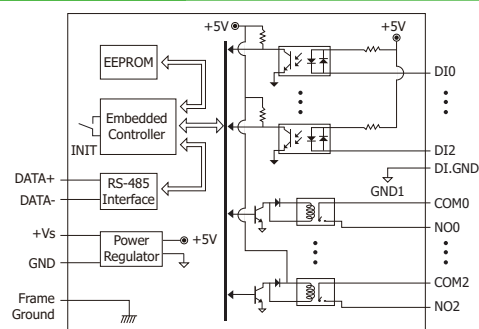 +5V
+5V
EEPROM
DI0
Embedded
Controller
INIT
DI2
DI.GND
GND1
DATA+
DATA-
RS-485
Interface
COM0
NO0
+Vs
GND
Power
Regulator
+5V
COM2
NO2
Frame
Ground